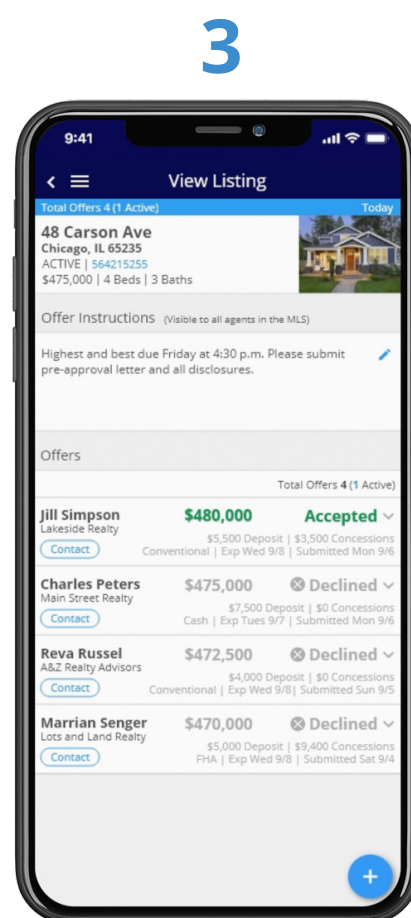 3
9:41
View Listing
Total Offers 4 (1 Active) Today
48 Carson Ave
Chicago, IL 65235
ACTIVE | 564215255
$475,000 | 4 Beds | 3 Baths
Offer Instructions (Visible to all agents in the MLS)
Highest and best due Friday at 4:30 p.m. Please submit
pre-approval letter and all disclosures.
Offers
Total Offers 4 (1 Active)
Jill Simpson $480,000 Accepted
Lakeside Realty
$5,500 Deposit | $3,500 Concessions
Contact Conventional | Exp Wed 9/8 | Submitted Mon 9/6
Charles Peters $475,000 Declined
Main Street Realty
$7,500 Deposit | $0 Concessions
Contact Cash | Exp Tues 9/7 | Submitted Mon 9/6
Reva Russel $472,500 Declined
A&Z Realty Advisors
$4,000 Deposit | $0 Concessions
Contact Conventional | Exp Wed 9/8| Submitted Sun 9/5
Marrian Senger $470,000 Declined
Lots and Land Realty
$5,000 Deposit | $9,400 Concessions
Contact FHA | Exp Wed 9/8 | Submitted Sat 9/4
+